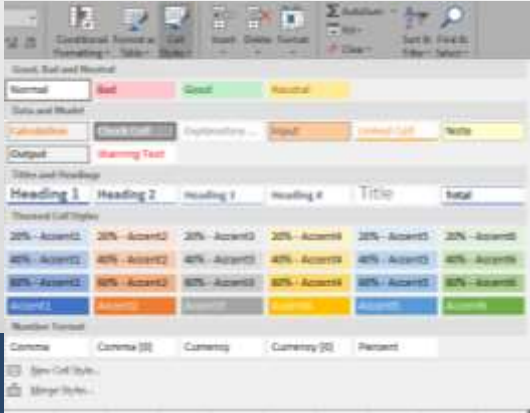 AutoSum
Conditional Format as Cell Insert Delete Format Fill Sort & Find &
Formatting Table Styles Clear Filter Select
Good, Bad and Neutral
Normal Bad Good Neutral
Data and Model
Calculation Check Cell Explanatory ... Input Linked Cell Note
Output Warning Text
Titles and Headings
Heading 1 Heading 2 Heading 3 Heading 4 Title Total
Themed Cell Styles
20% - Accent1 20% - Accent2 20% - Accent3 20% - Accent4 20% - Accent5 20% - Accent6
40% - Accent1 40% - Accent2 40% - Accent3 40% - Accent4 40% - Accent5 40% - Accent6
60% - Accent1 60% - Accent2 60% - Accent3 60% - Accent4 60% - Accent5 60% - Accent6
Accent1 Accent2 Accent3 Accent4 Accent5 Accent6
Number Format
Comma Comma [0] Currency Currency [0] Percent
New Cell Style...
Merge Styles...